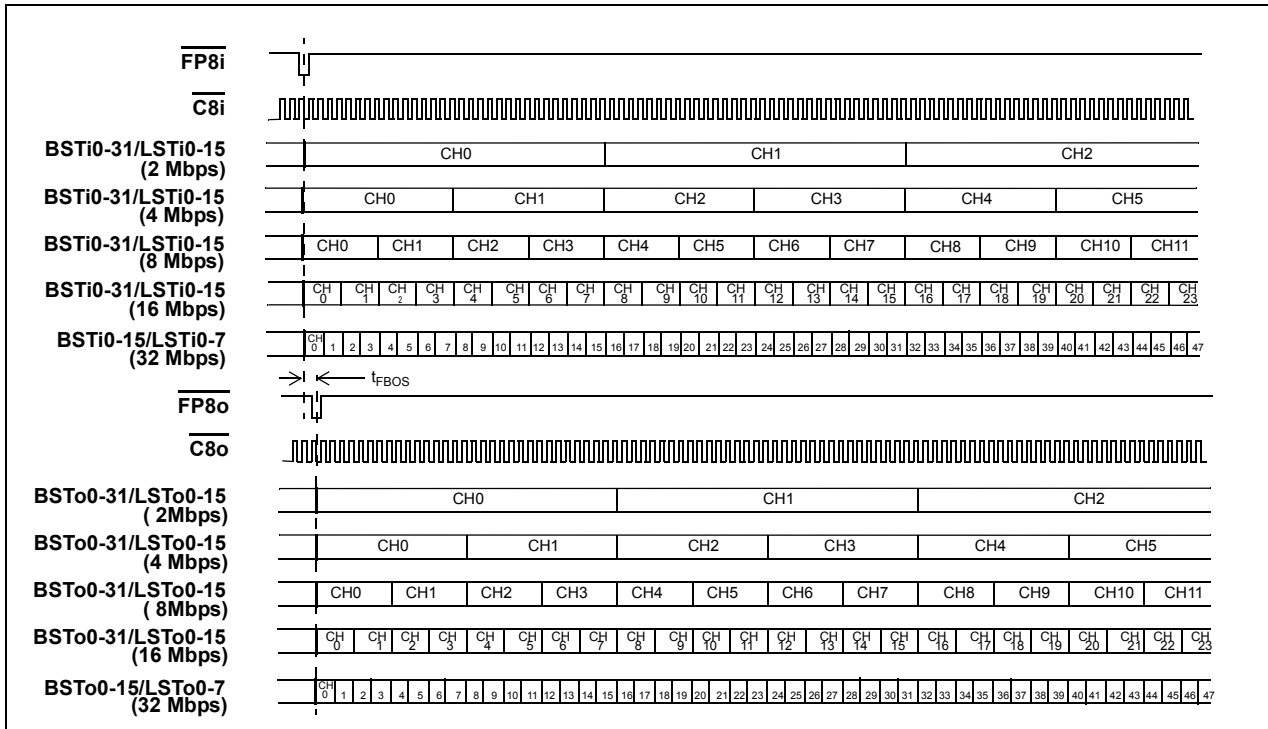 FP8i
C8i
BSTi0-31/LSTi0-15
(2 Mbps)
CH0 CH1 CH2
BSTi0-31/LSTi0-15
(4 Mbps)
CH0 CH1 CH2 CH3 CH4 CH5
BSTi0-31/LSTi0-15
(8 Mbps)
CH0 CH1 CH2 CH3 CH4 CH5 CH6 CH7 CH8 CH9 CH10 CH11
BSTi0-31/LSTi0-15
(16 Mbps)
CH CH CH CH CH CH CH CH CH CH CH CH CH CH CH CH CH CH CH CH CH CH CH CH
0 1 2 3 4 5 6 7 8 9 10 11 12 13 14 15 16 17 18 19 20 21 22 23
BSTi0-15/LSTi0-7
(32 Mbps)
CH
0 1 2 3 4 5 6 7 8 9 10 11 12 13 14 15 16 17 18 19 20 21 22 23 24 25 26 27 28 29 30 31 32 33 34 35 36 37 38 39 40 41 42 43 44 45 46 47
tFBOS
FP8o
C8o
BSTo0-31/LSTo0-15
( 2Mbps)
CH0 CH1 CH2
BSTo0-31/LSTo0-15
(4 Mbps)
CH0 CH1 CH2 CH3 CH4 CH5
BSTo0-31/LSTo0-15
( 8Mbps)
CH0 CH1 CH2 CH3 CH4 CH5 CH6 CH7 CH8 CH9 CH10 CH11
BSTo0-31/LSTo0-15
(16 Mbps)
CH CH CH CH CH CH CH CH CH CH CH CH CH CH CH CH CH CH CH CH CH CH CH CH
0 1 2 3 4 5 6 7 8 9 10 11 12 13 14 15 16 17 18 19 20 21 22 23
BSTo0-15/LSTo0-7
(32 Mbps)
CH
0 1 2 3 4 5 6 7 8 9 10 11 12 13 14 15 16 17 18 19 20 21 22 23 24 25 26 27 28 29 30 31 32 33 34 35 36 37 38 39 40 41 42 43 44 45 46 47